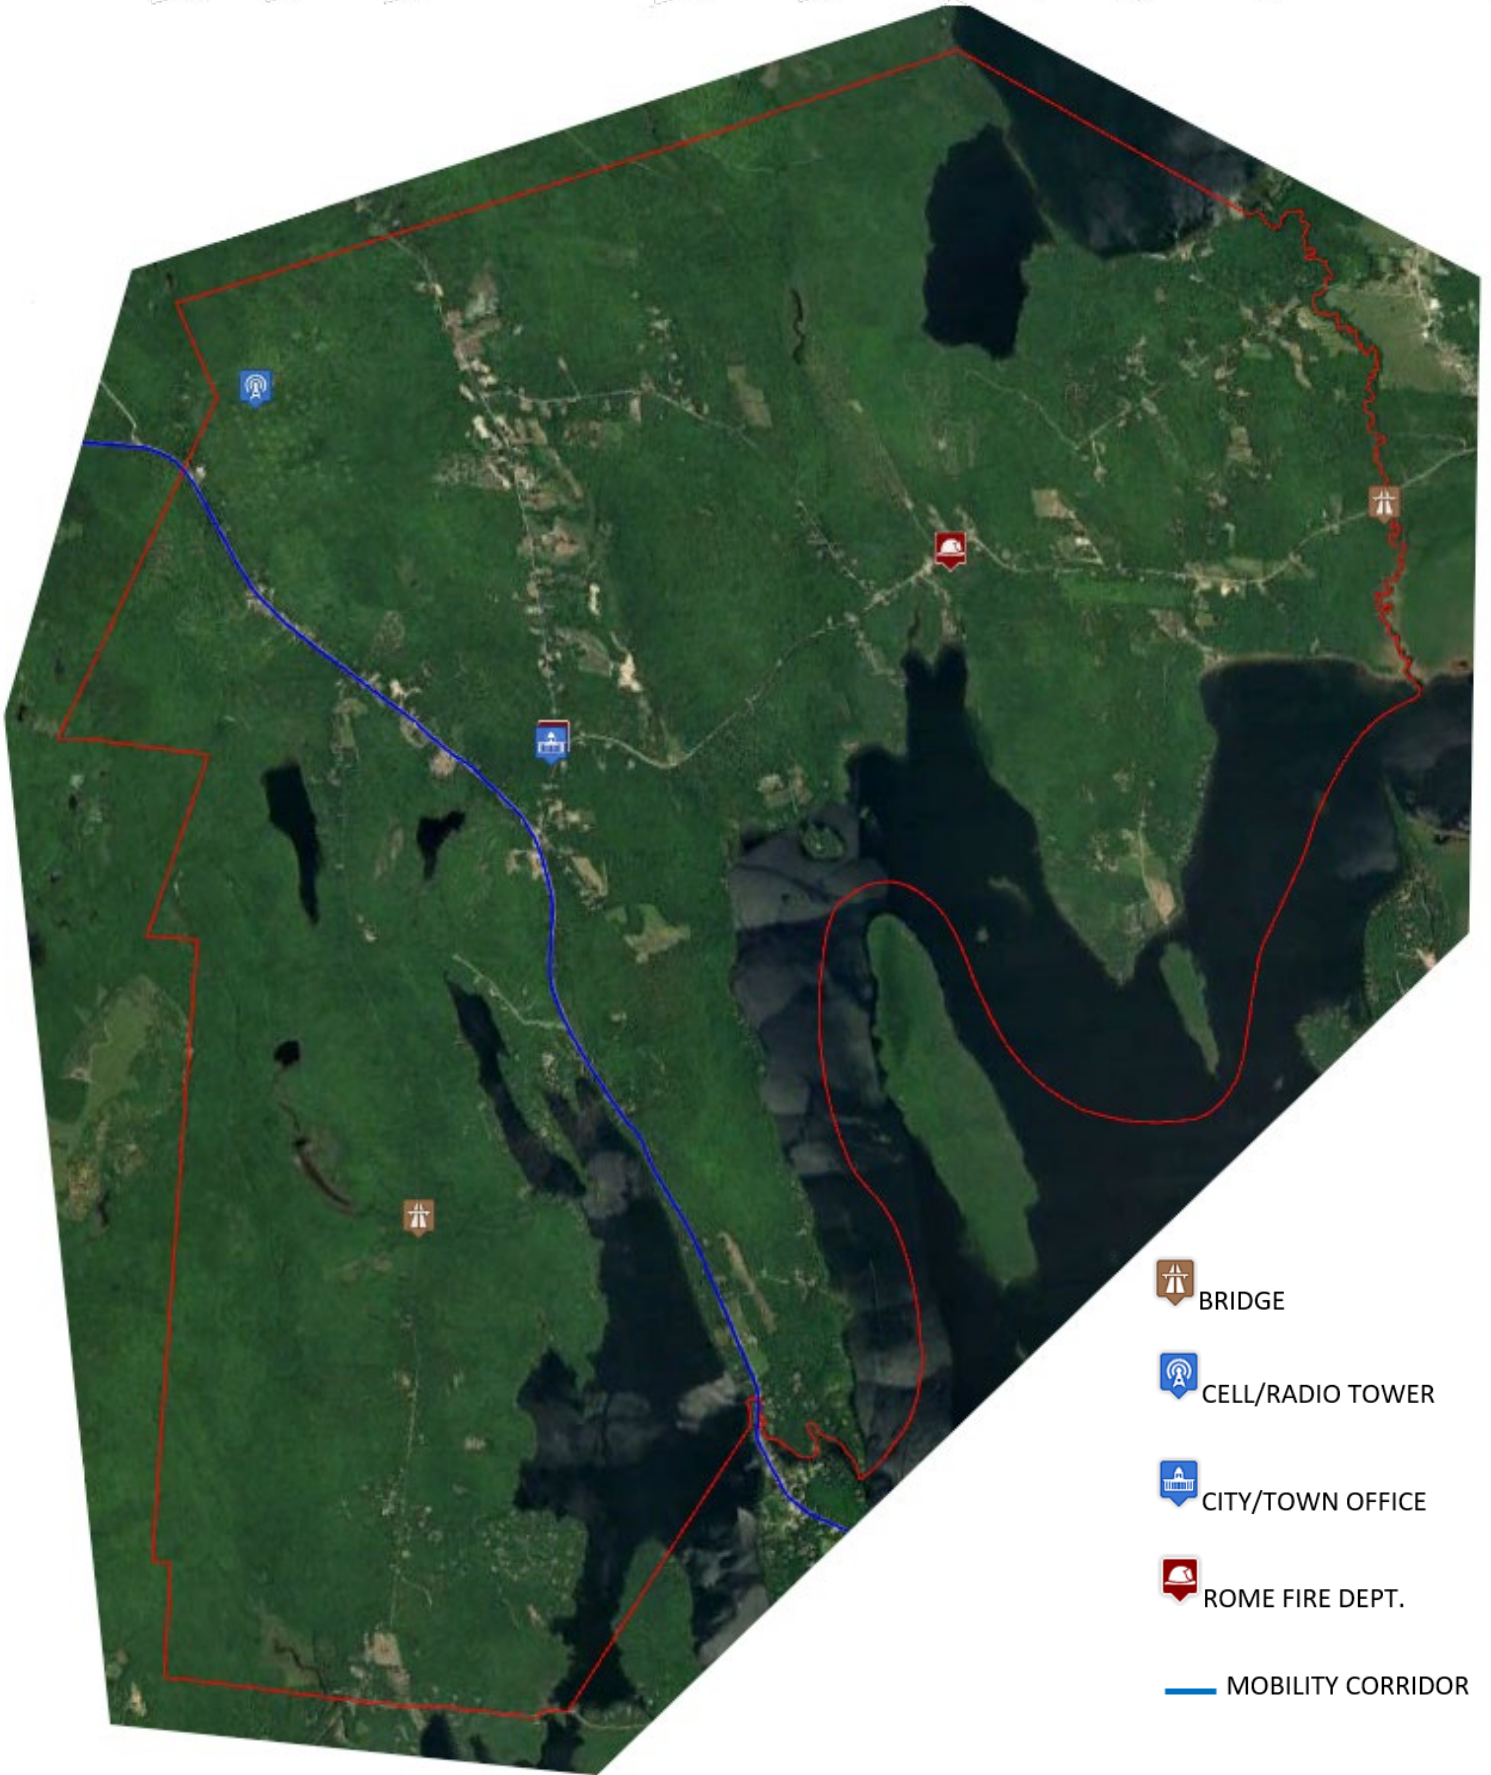 BRIDGE
CELL/RADIO TOWER
CITY/TOWN OFFICE
ROME FIRE DEPT.
MOBILITY CORRIDOR